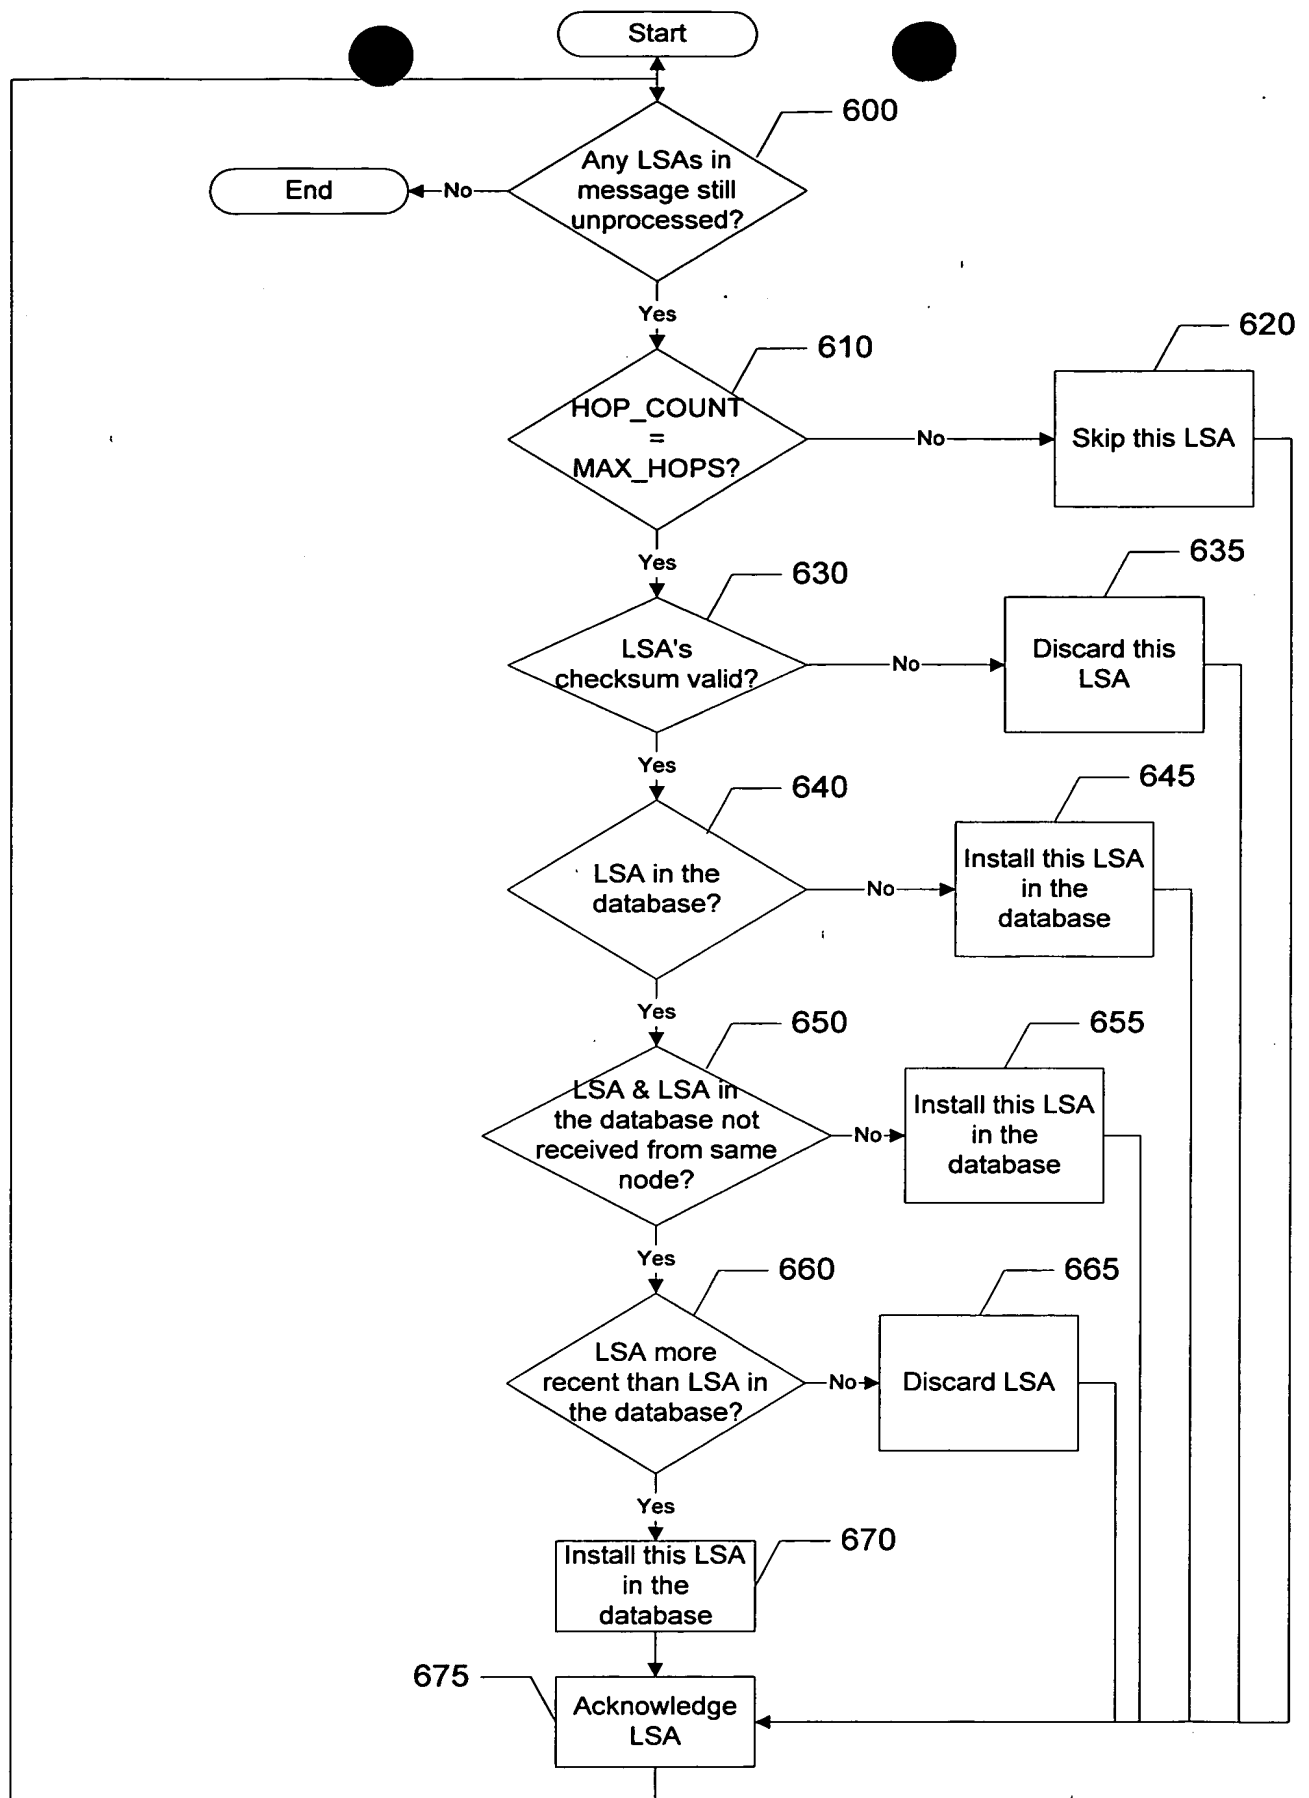 Start
600
Any LSAs in
message still
unprocessed?
No
End
Yes
610
HOP_COUNT
=
MAX_HOPS?
No
620
Skip this LSA
Yes
630
LSA's
checksum valid?
No
635
Discard this
LSA
Yes
640
LSA in the
database?
No
645
Install this LSA
in the
database
Yes
650
LSA & LSA in
the database not
received from same
node?
No
655
Install this LSA
in the
database
Yes
660
LSA more
recent than LSA in
the database?
No
665
Discard LSA
Yes
670
Install this LSA
in the
database
675
Acknowledge
LSA